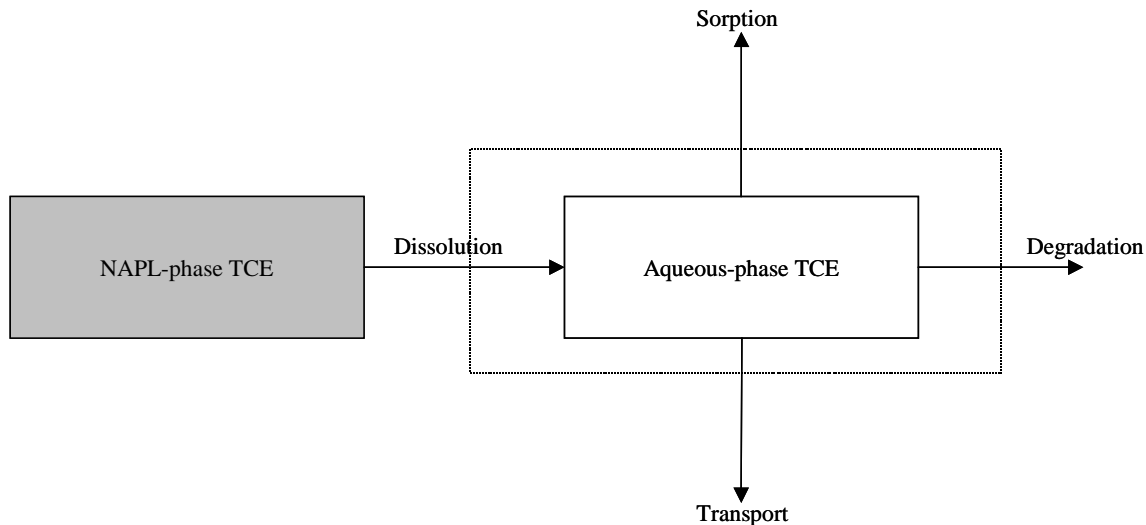 Sorption
Dissolution
Degradation
NAPL-phase TCE
Aqueous-phase TCE
Transport